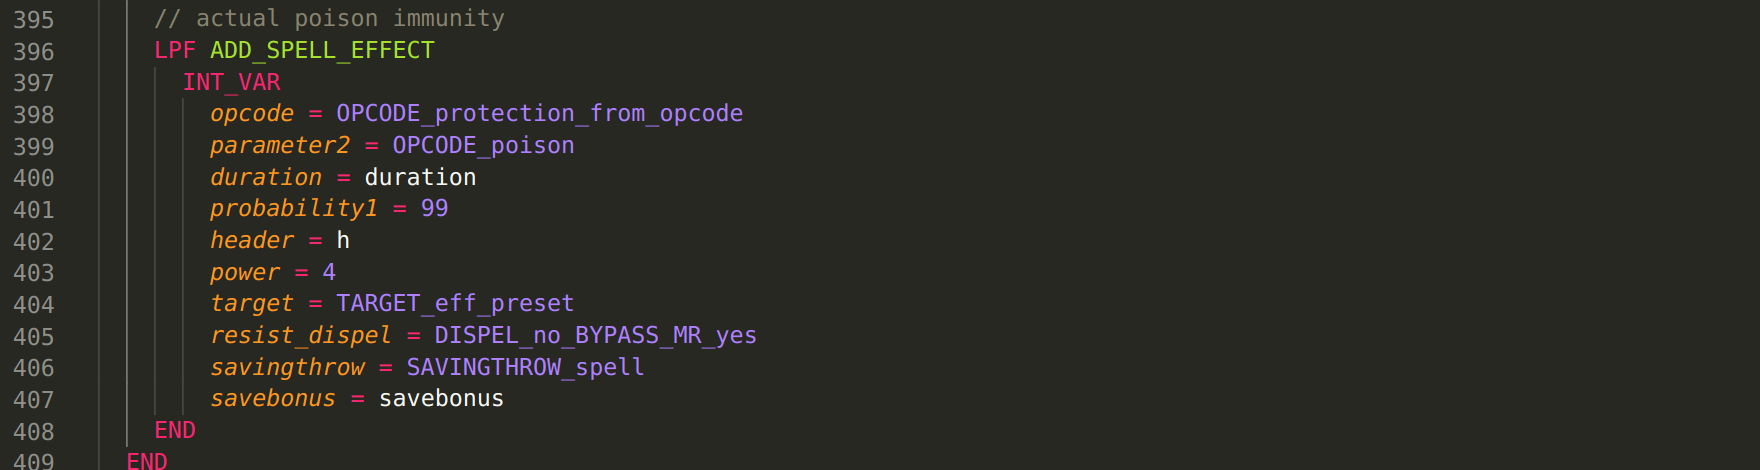 395 // actual poison immunity
396 LPF ADD_SPELL_EFFECT
397 INT_VAR
398 opcode = OPCODE_protection_from_opcode
399 parameter2 = OPCODE_poison
400 duration = duration
401 probability1 = 99
402 header = h
403 power = 4
404 target = TARGET_eff_preset
405 resist_dispel = DISPEL_no_BYPASS_MR_yes
406 savingthrow = SAVINGTHROW_spell
407 savebonus = savebonus
408 END
409 END